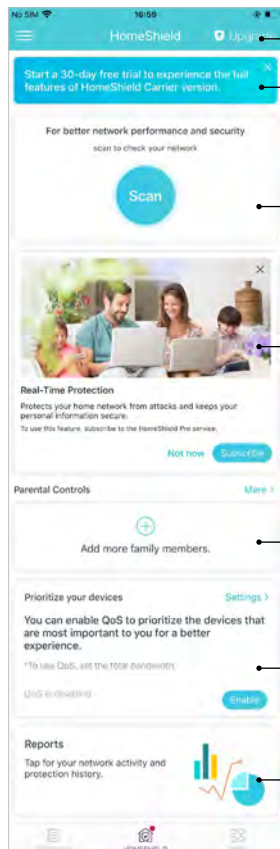 No SIM 16:59
HomeShield Upgrade
Start a 30-day free trial to experience the full
features of HomeShield Carrier version.
For better network performance and security
scan to check your network
Scan
Real-Time Protection
Protects your home network from attacks and keeps your
personal information secure.
To use this feature, subscribe to the HomeShield Pro service.
Not now Subscribe
Parental Controls More >
Add more family members.
Prioritize your devices Settings >
You can enable QoS to prioritize the devices that
are most important to you for a better
experience.
*To use QoS, set the total bandwidth.
QoS is disabled Enable
Reports
Tap for your network activity and
protection history.
HOMESHIELD